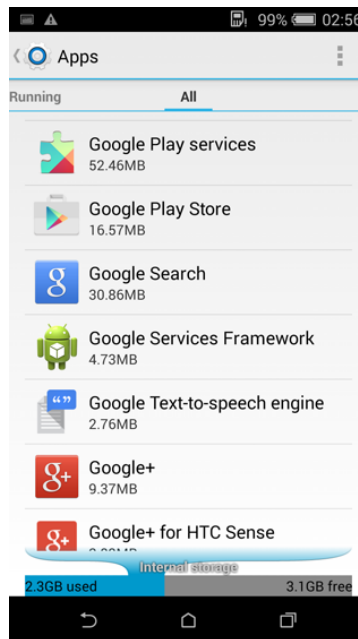 99% 02:56
Apps
Running All
Google Play services
52.46MB
Google Play Store
16.57MB
Google Search
30.86MB
Google Services Framework
4.73MB
Google Text-to-speech engine
2.76MB
Google+
9.37MB
Google+ for HTC Sense
Internal storage
2.3GB used 3.1GB free